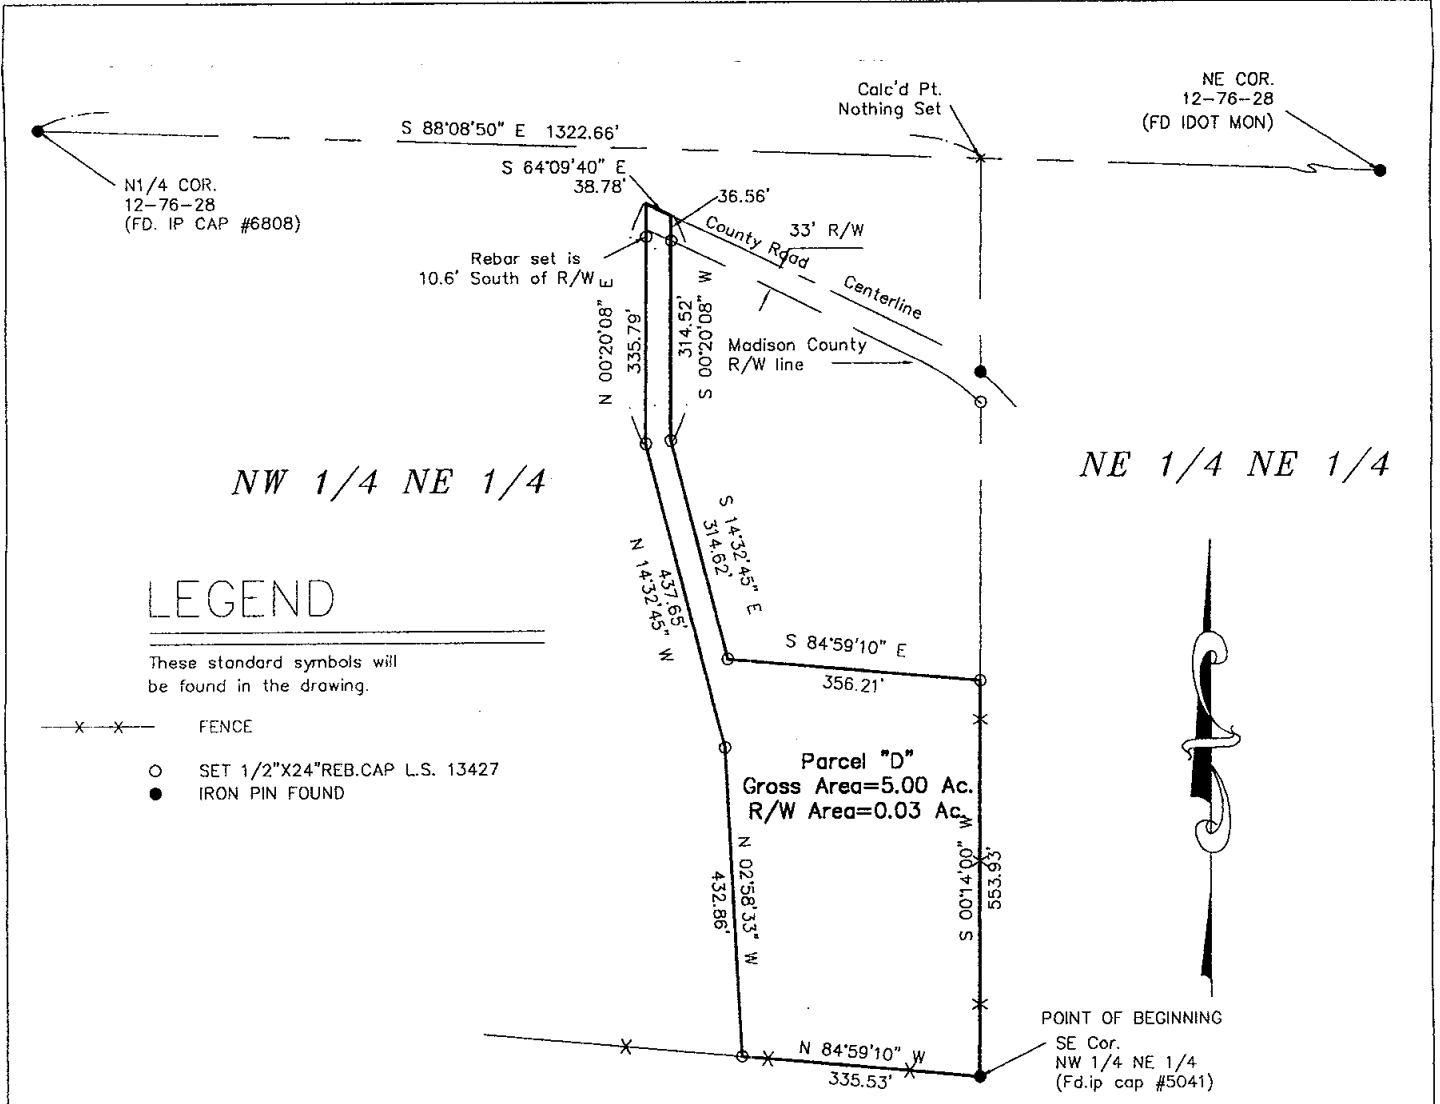 Calc'd Pt.
Nothing Set
NE COR.
12-76-28
(FD IDOT MON)
S 88°08'50" E 1322.66'
S 64°09'40" E
38.78'
N1/4 COR.
12-76-28
(FD. IP CAP #6808)
36.56'
County Road
33' R/W
Rebar set is
10.6' South of R/W
Centerline
N 00°20'08" E
335.79'
314.52'
S 00°20'08" W
Madison County
R/W line
NW 1/4 NE 1/4
NE 1/4 NE 1/4
S 14°32'45" E
314.62'
437.65'
N 14°32'45" W
LEGEND
These standard symbols will
be found in the drawing.
FENCE
SET 1/2"X24"REB.CAP L.S. 13427
IRON PIN FOUND
S 84°59'10" E
356.21'
Parcel "D"
Gross Area=5.00 Ac.
R/W Area=0.03 Ac.
N 02°58'33" W
432.86'
S 00°14'00" W
553.93'
N 84°59'10" W
335.53'
POINT OF BEGINNING
SE Cor.
NW 1/4 NE 1/4
(Fd.ip cap #5041)